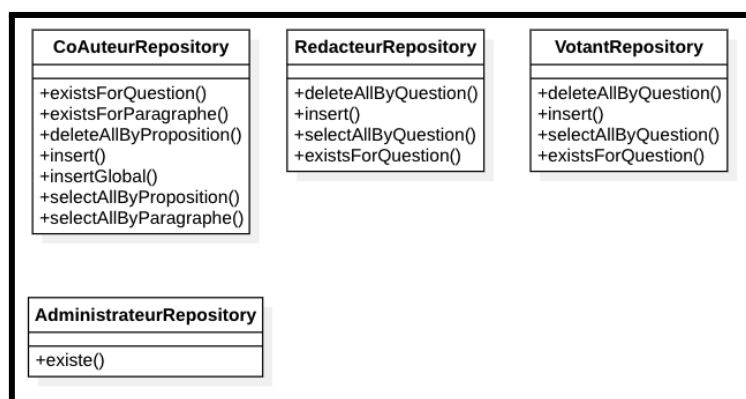 CoAuteurRepository
+existsForQuestion()
+existsForParagraphe()
+deleteAllByProposition()
+insert()
+insertGlobal()
+selectAllByProposition()
+selectAllByParagraphe()
RedacteurRepository
+deleteAllByQuestion()
+insert()
+selectAllByQuestion()
+existsForQuestion()
VotantRepository
+deleteAllByQuestion()
+insert()
+selectAllByQuestion()
+existsForQuestion()
AdministrateurRepository
+existe()